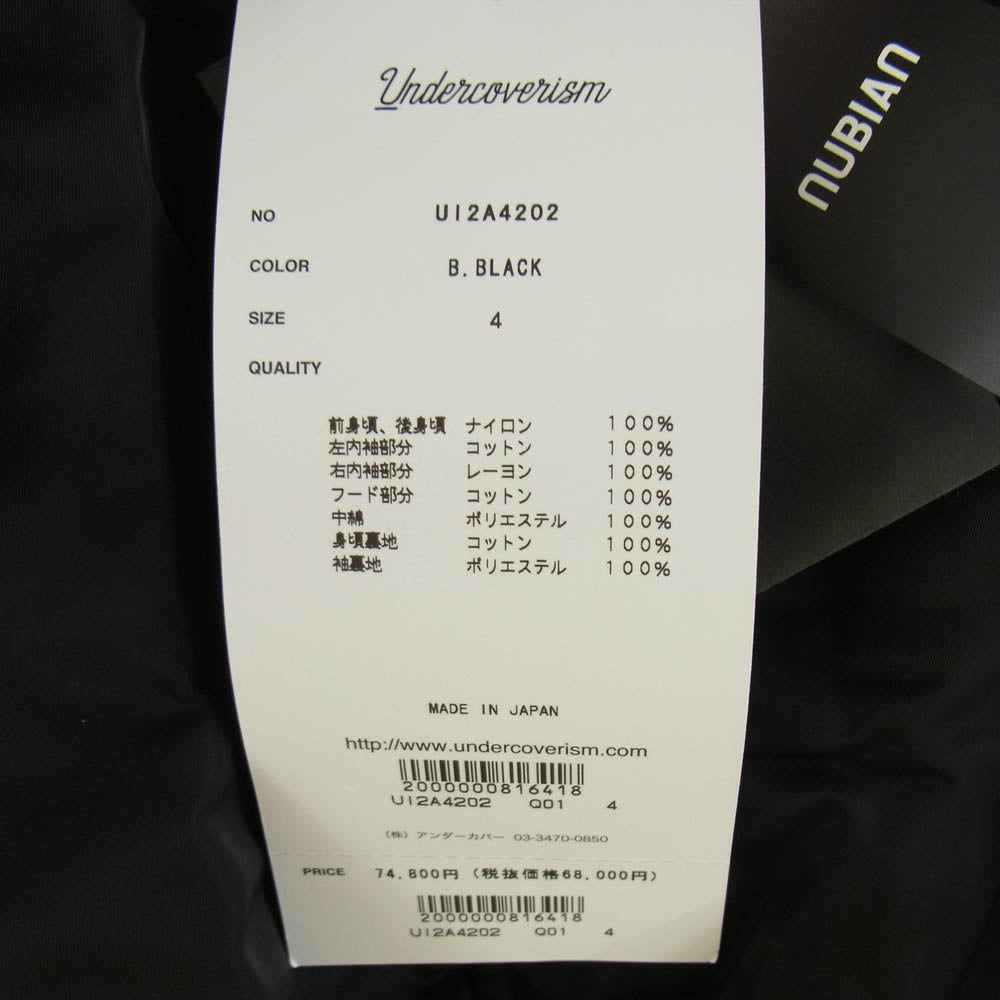 Undercoverism
NUBIAN
NO UI2A4202
COLOR B.BLACK
SIZE 4
QUALITY
前身頃、後身頃 ナイロン 100%
左内袖部分 コットン 100%
右内袖部分 レーヨン 100%
フード部分 コットン 100%
中綿 ポリエステル 100%
身頃裏地 コットン 100%
袖裏地 ポリエステル 100%
MADE IN JAPAN
http://www.undercoverism.com
2000000816418
UI2A4202 Q01 4
(株) アンダーカバー 03-3470-0850
PRICE 74,800円 (税抜価格68,000円)
2000000816418
UI2A4202 Q01 4